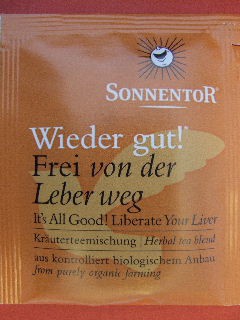 SONNENTOR®
Wieder gut!®
Frei von der
Leber weg
It's All Good! Liberate Your Liver
Kräuterteemischung | Herbal tea blend
aus kontrolliert biologischem Anbau
from purely organic farming